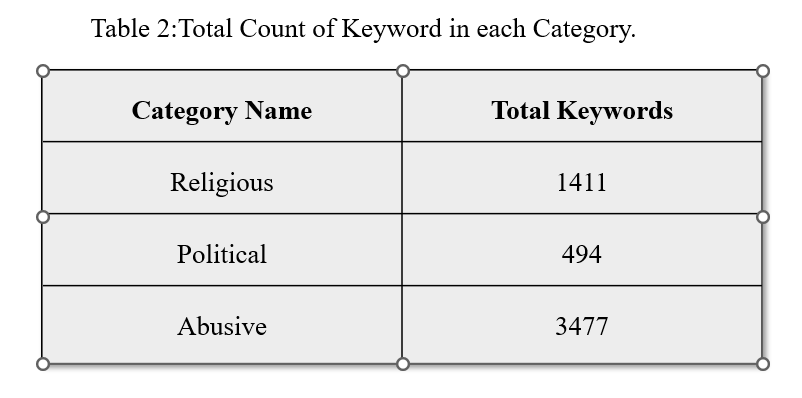 Table 2:Total Count of Keyword in each Category.
Category Name Total Keywords
Religious 1411
Political 494
Abusive 3477